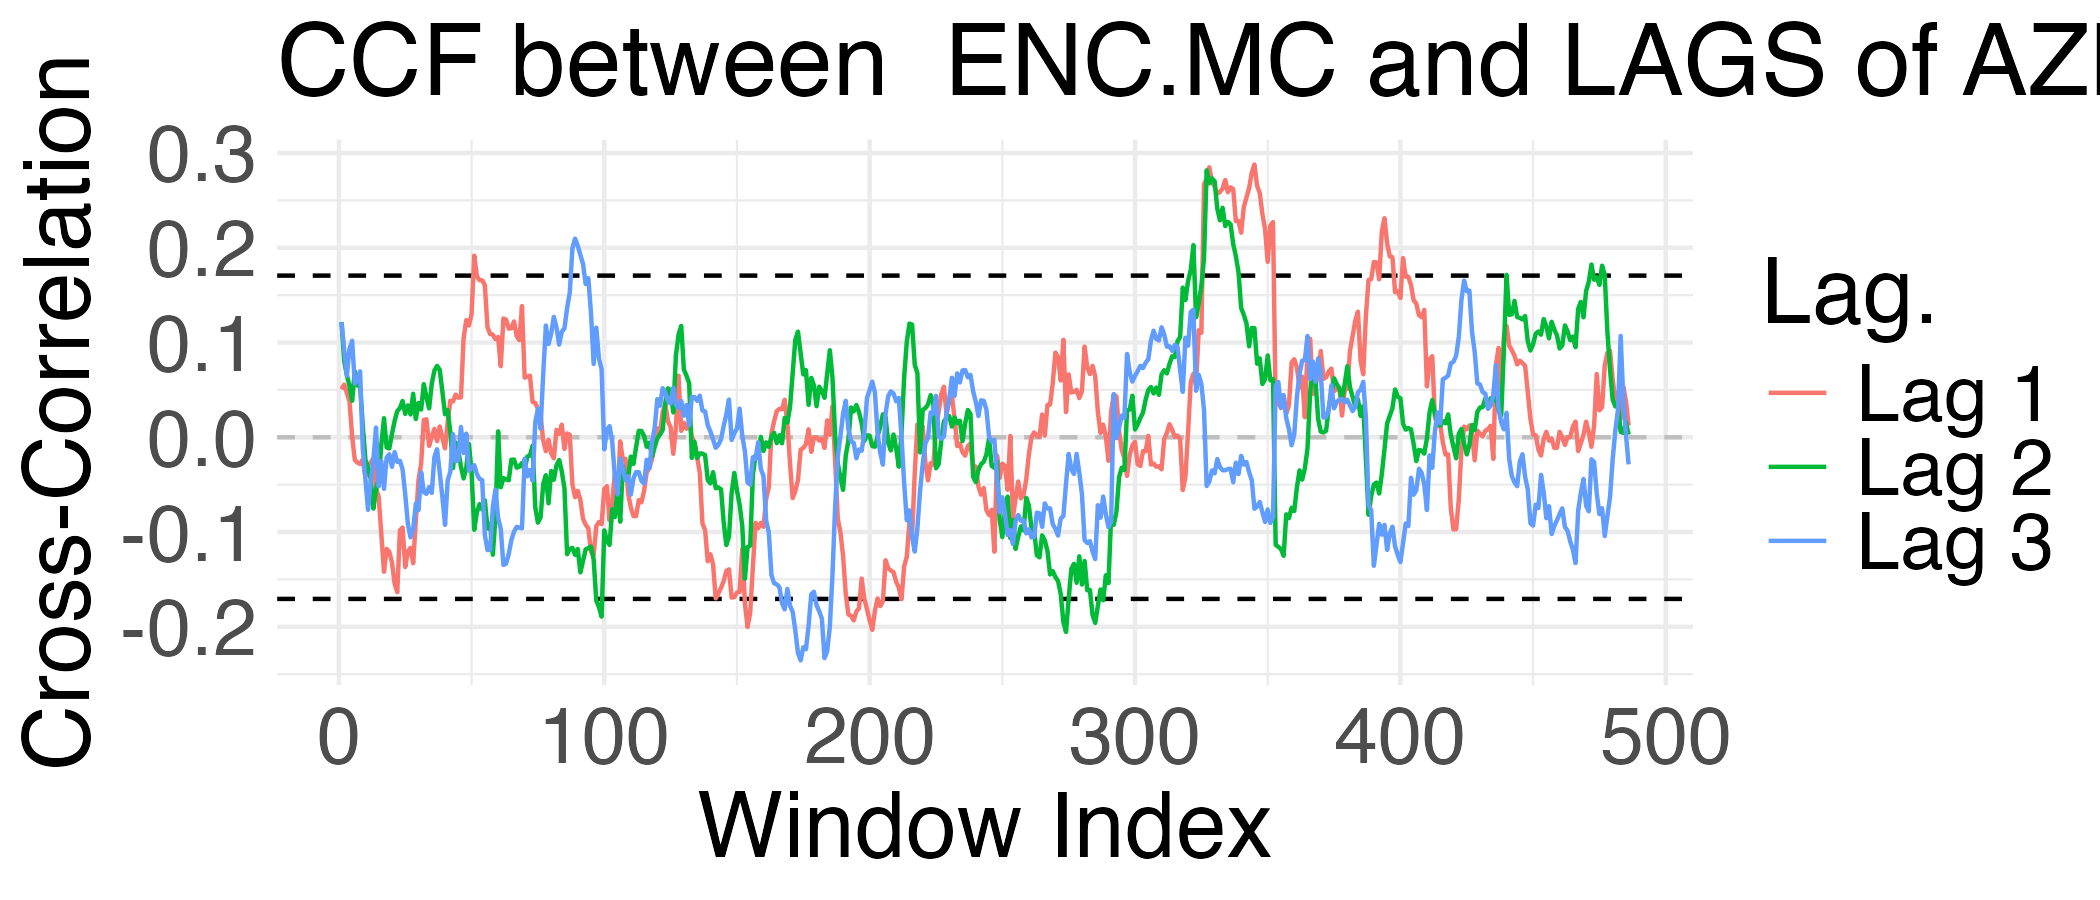 CCF between  ENC.MC and LAGS of AZ
Cross-Correlation
0.3
0.2
0.1
0.0
-0.1
-0.2
0
100
200
300
400
500
Window Index
Lag.
Lag 1
Lag 2
Lag 3